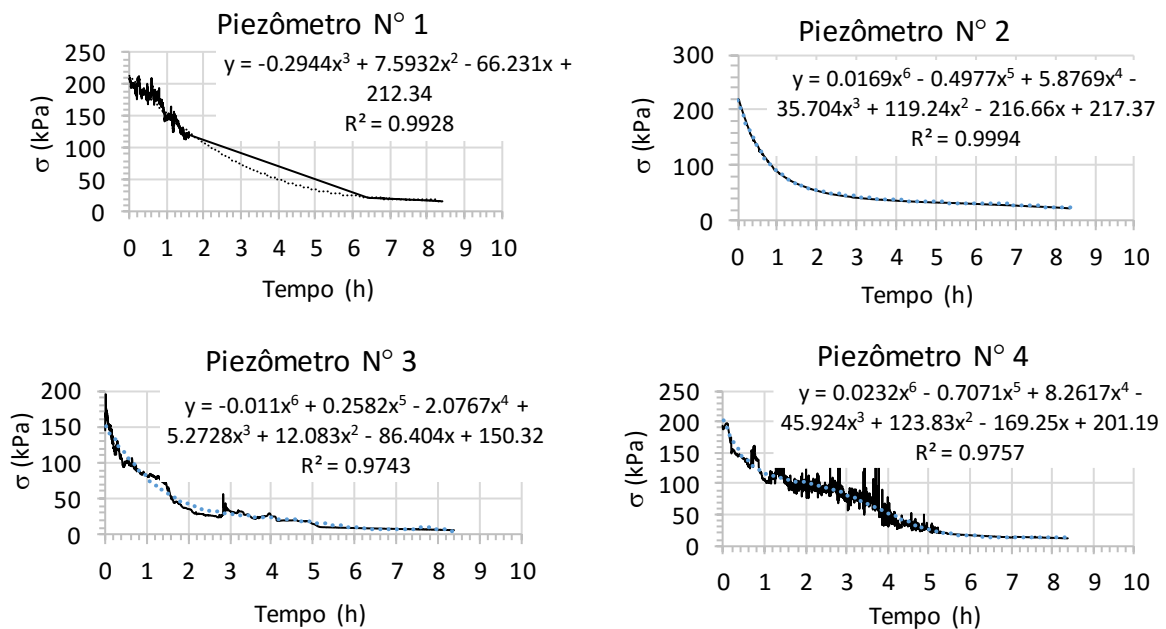 Piezômetro N° 1
y = -0.2944x³ + 7.5932x² - 66.231x +
212.34
R² = 0.9928
σ (kPa)
250
200
150
100
50
0
0 1 2 3 4 5 6 7 8 9 10
Tempo (h)
Piezômetro N° 2
y = 0.0169x⁶ - 0.4977x⁵ + 5.8769x⁴ -
35.704x³ + 119.24x² - 216.66x + 217.37
R² = 0.9994
σ (kPa)
300
200
100
0
0 1 2 3 4 5 6 7 8 9 10
Tempo (h)
Piezômetro N° 3
y = -0.011x⁶ + 0.2582x⁵ - 2.0767x⁴ +
5.2728x³ + 12.083x² - 86.404x + 150.32
R² = 0.9743
σ (kPa)
200
150
100
50
0
0 1 2 3 4 5 6 7 8 9 10
Tempo (h)
Piezômetro N° 4
y = 0.0232x⁶ - 0.7071x⁵ + 8.2617x⁴ -
45.924x³ + 123.83x² - 169.25x + 201.19
R² = 0.9757
σ (kPa)
250
200
150
100
50
0
0 1 2 3 4 5 6 7 8 9 10
Tempo (h)